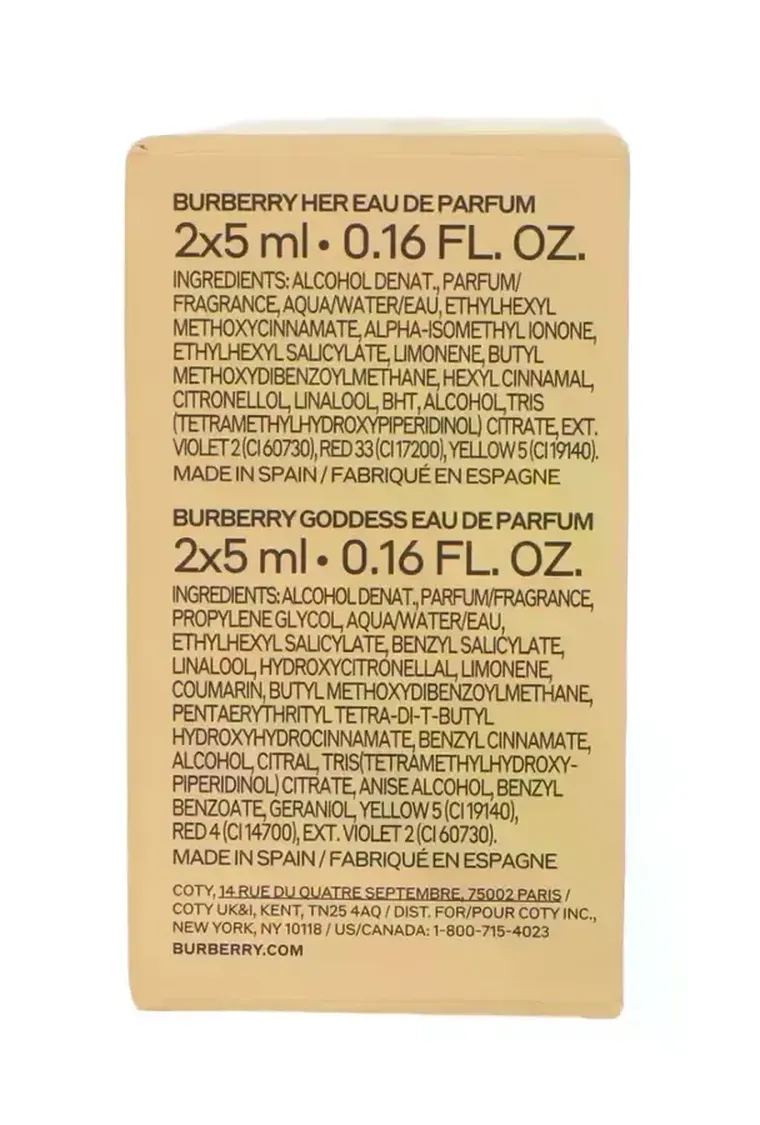 BURBERRY HER EAU DE PARFUM
2x5 ml • 0.16 FL. OZ.
INGREDIENTS: ALCOHOL DENAT., PARFUM/
FRAGRANCE, AQUA/WATER/EAU, ETHYLHEXYL
METHOXYCINNAMATE, ALPHA-ISOMETHYL IONONE,
ETHYLHEXYL SALICYLATE, LIMONENE, BUTYL
METHOXYDIBENZOYLMETHANE, HEXYL CINNAMAL,
CITRONELLOL, LINALOOL, BHT, ALCOHOL, TRIS
(TETRAMETHYLHYDROXYPIPERIDINOL) CITRATE, EXT.
VIOLET 2 (CI 60730), RED 33 (CI 17200), YELLOW 5 (CI 19140).
MADE IN SPAIN / FABRIQUÉ EN ESPAGNE
BURBERRY GODDESS EAU DE PARFUM
2x5 ml • 0.16 FL. OZ.
INGREDIENTS: ALCOHOL DENAT., PARFUM/FRAGRANCE,
PROPYLENE GLYCOL, AQUA/WATER/EAU,
ETHYLHEXYL SALICYLATE, BENZYL SALICYLATE,
LINALOOL, HYDROXYCITRONELLAL, LIMONENE,
COUMARIN, BUTYL METHOXYDIBENZOYLMETHANE,
PENTAERYTHRITYL TETRA-DI-T-BUTYL
HYDROXYHYDROCINNAMATE, BENZYL CINNAMATE,
ALCOHOL, CITRAL, TRIS(TETRAMETHYLHYDROXY-
PIPERIDINOL) CITRATE, ANISE ALCOHOL, BENZYL
BENZOATE, GERANIOL, YELLOW 5 (CI 19140),
RED 4 (CI 14700), EXT. VIOLET 2 (CI 60730).
MADE IN SPAIN / FABRIQUÉ EN ESPAGNE
COTY, 14 RUE DU QUATRE SEPTEMBRE, 75002 PARIS /
COTY UK&I, KENT, TN25 4AQ / DIST. FOR/POUR COTY INC.,
NEW YORK, NY 10118 / US/CANADA: 1-800-715-4023
BURBERRY.COM